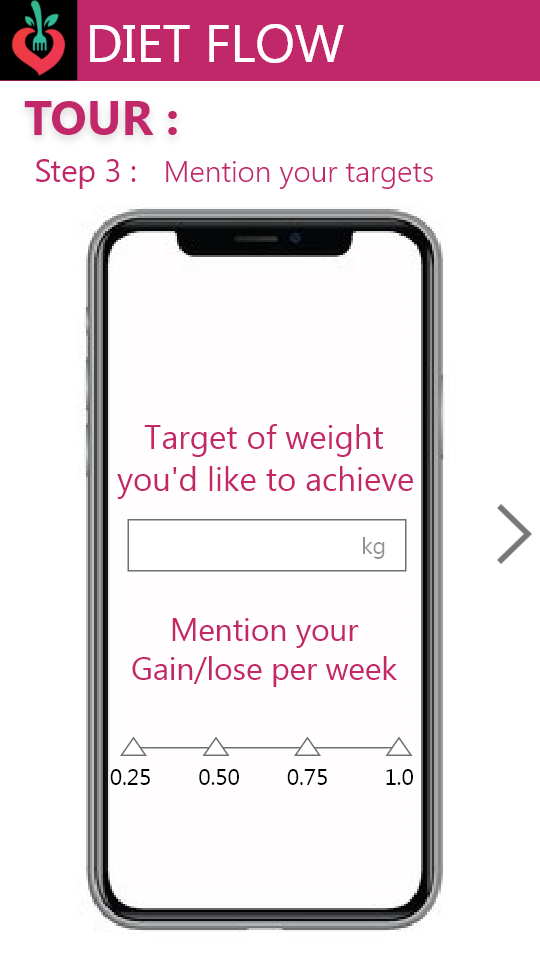 DIET FLOW
TOUR :
Step 3 : Mention your targets
Target of weight
you'd like to achieve
kg
Mention your
Gain/lose per week
0.25 0.50 0.75 1.0